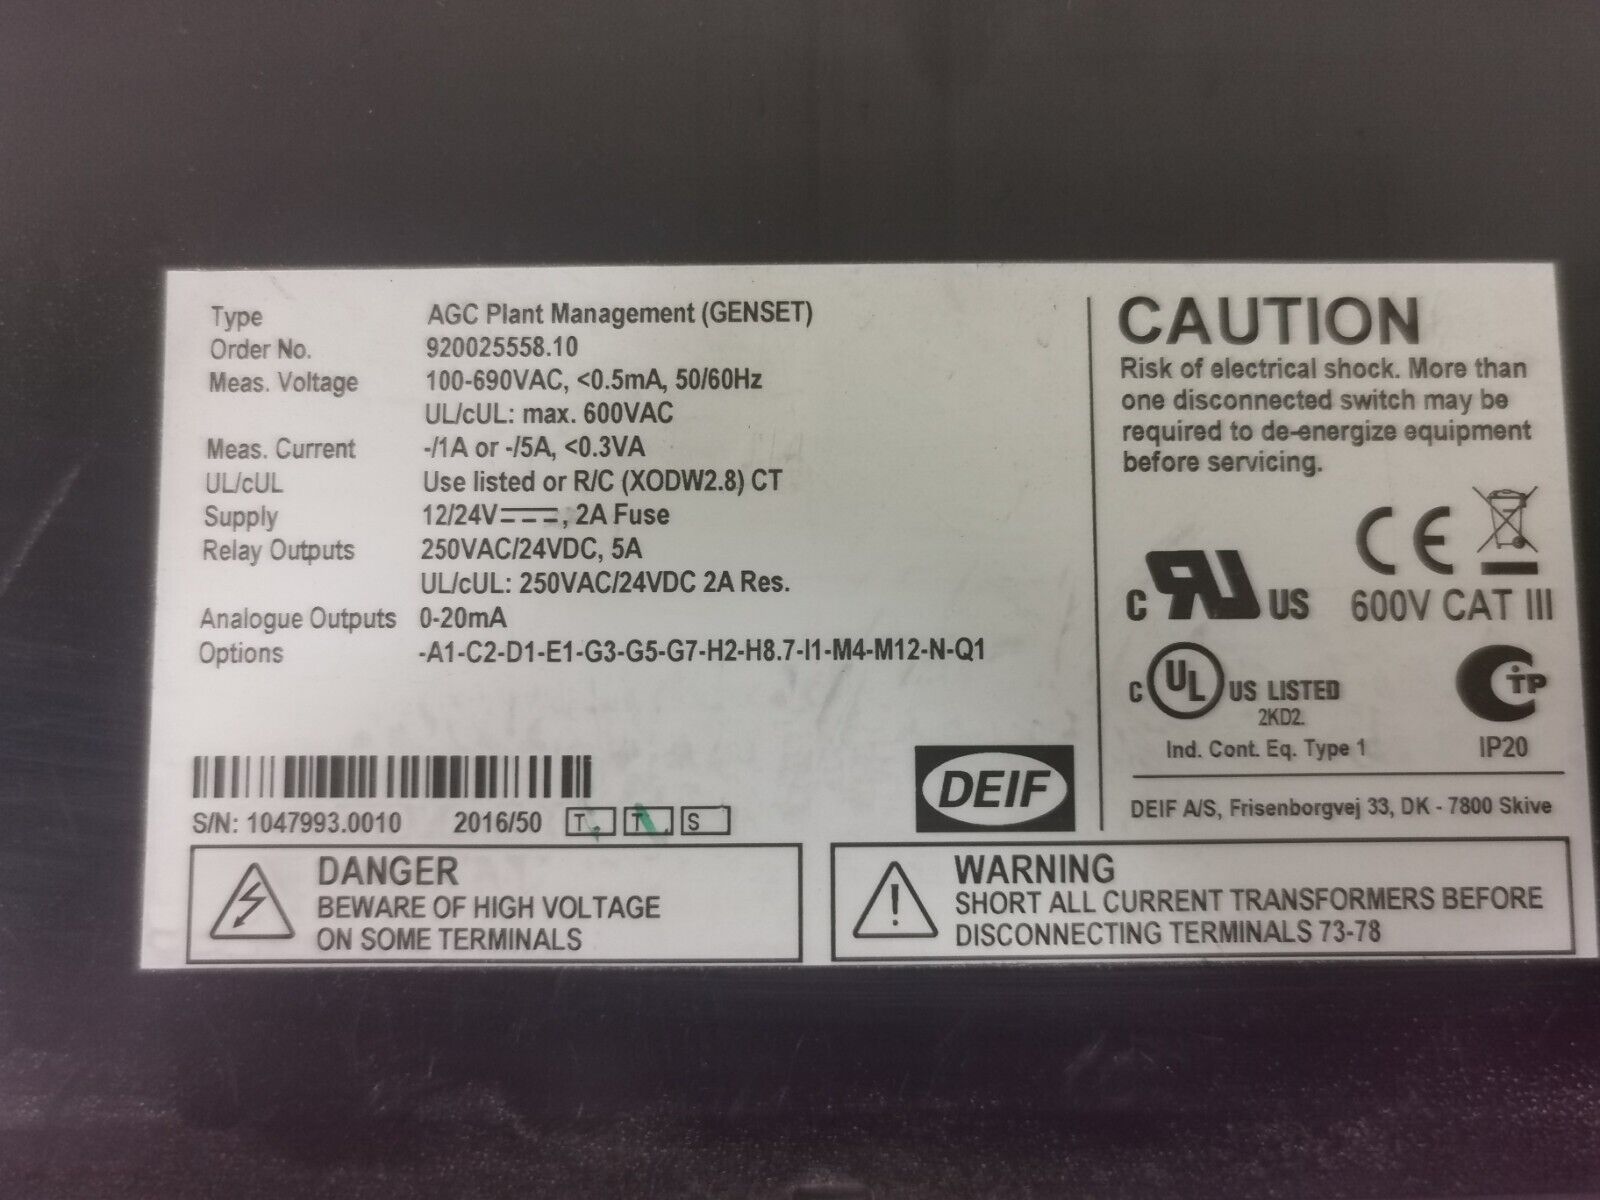 Type AGC Plant Management (GENSET)
Order No. 920025558.10
Meas. Voltage 100-690VAC, <0.5mA, 50/60Hz
UL/cUL: max. 600VAC
Meas. Current -/1A or -/5A, <0.3VA
UL/cUL Use listed or R/C (XODW2.8) CT
Supply 12/24V⎓, 2A Fuse
Relay Outputs 250VAC/24VDC, 5A
UL/cUL: 250VAC/24VDC 2A Res.
Analogue Outputs 0-20mA
Options -A1-C2-D1-E1-G3-G5-G7-H2-H8.7-I1-M4-M12-N-Q1
S/N: 1047993.0010 2016/50 T T S
DEIF
CAUTION
Risk of electrical shock. More than
one disconnected switch may be
required to de-energize equipment
before servicing.
CE
c RU US 600V CAT III
c UL US LISTED
2KD2.
Ind. Cont. Eq. Type 1
CTP
IP20
DEIF A/S, Frisenborgvej 33, DK - 7800 Skive
DANGER
BEWARE OF HIGH VOLTAGE
ON SOME TERMINALS
! WARNING
SHORT ALL CURRENT TRANSFORMERS BEFORE
DISCONNECTING TERMINALS 73-78